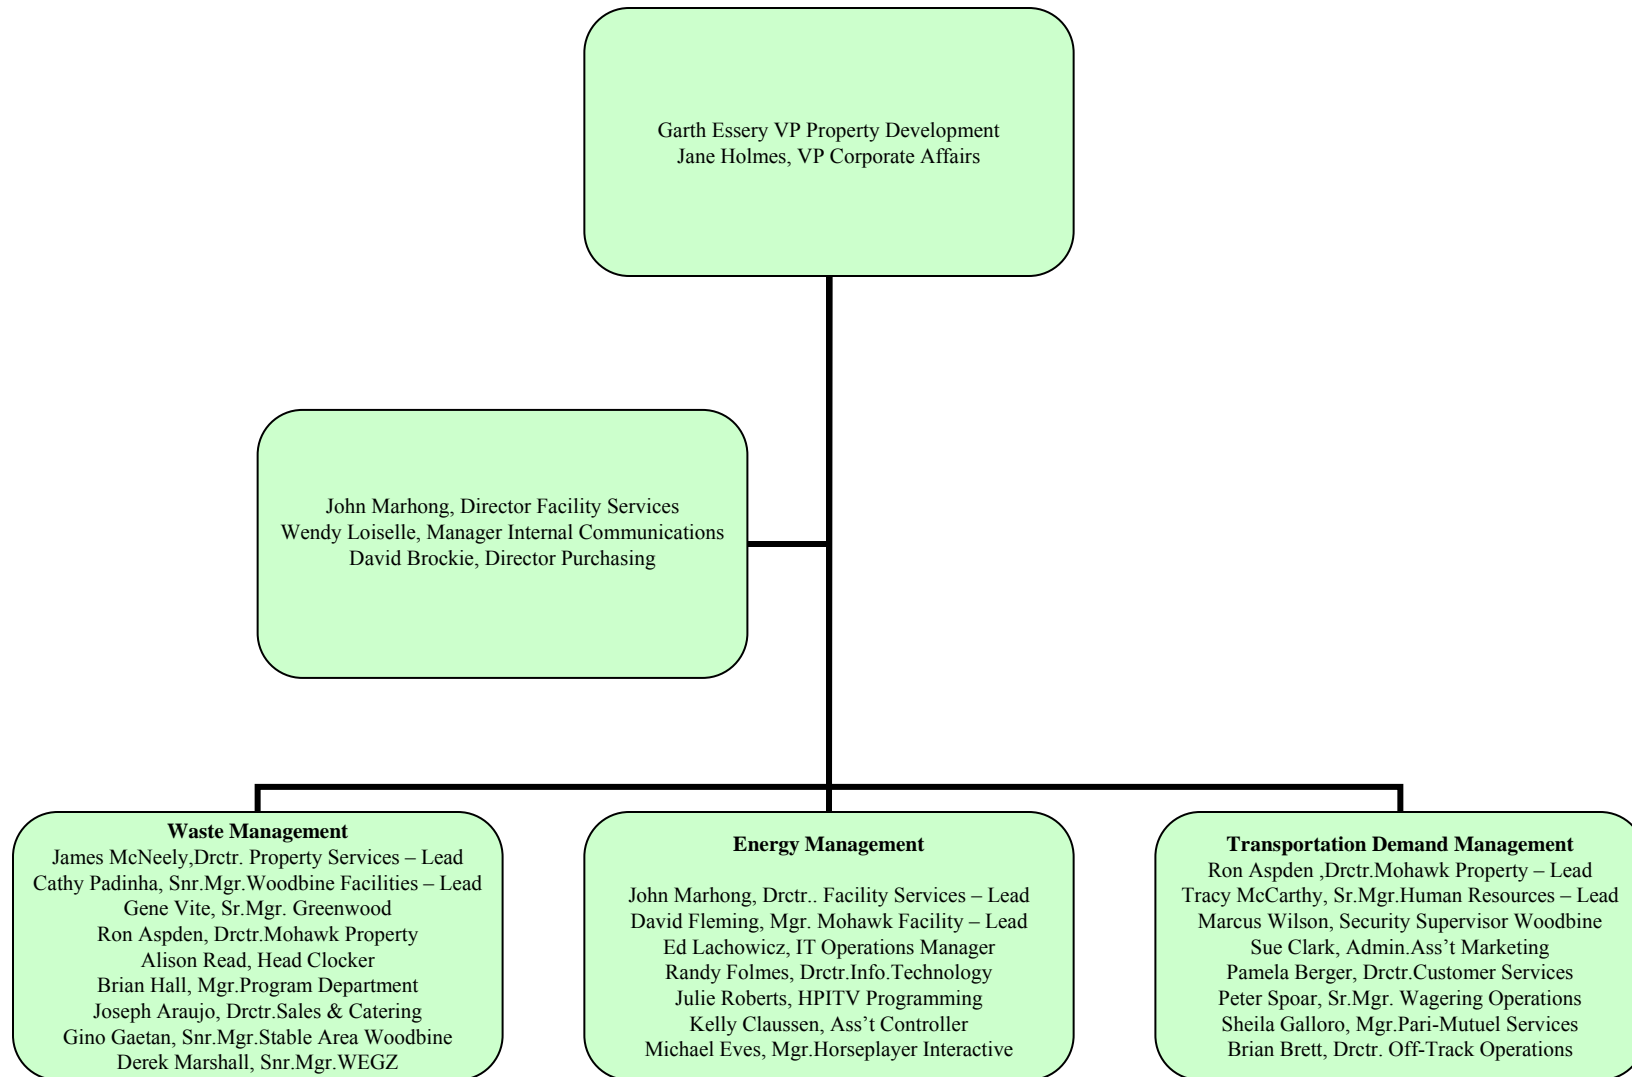 Garth Essery VP Property Development
Jane Holmes, VP Corporate Affairs
John Marhong, Director Facility Services
Wendy Loiselle, Manager Internal Communications
David Brockie, Director Purchasing
Waste Management
James McNeely,Drctr. Property Services – Lead
Cathy Padinha, Snr.Mgr.Woodbine Facilities – Lead
Gene Vite, Sr.Mgr. Greenwood
Ron Aspden, Drctr.Mohawk Property
Alison Read, Head Clocker
Brian Hall, Mgr.Program Department
Joseph Araujo, Drctr.Sales & Catering
Gino Gaetan, Snr.Mgr.Stable Area Woodbine
Derek Marshall, Snr.Mgr.WEGZ
Energy Management
John Marhong, Drctr.. Facility Services – Lead
David Fleming, Mgr. Mohawk Facility – Lead
Ed Lachowicz, IT Operations Manager
Randy Folmes, Drctr.Info.Technology
Julie Roberts, HPITV Programming
Kelly Claussen, Ass’t Controller
Michael Eves, Mgr.Horseplayer Interactive
Transportation Demand Management
Ron Aspden ,Drctr.Mohawk Property – Lead
Tracy McCarthy, Sr.Mgr.Human Resources – Lead
Marcus Wilson, Security Supervisor Woodbine
Sue Clark, Admin.Ass’t Marketing
Pamela Berger, Drctr.Customer Services
Peter Spoar, Sr.Mgr. Wagering Operations
Sheila Galloro, Mgr.Pari-Mutuel Services
Brian Brett, Drctr. Off-Track Operations